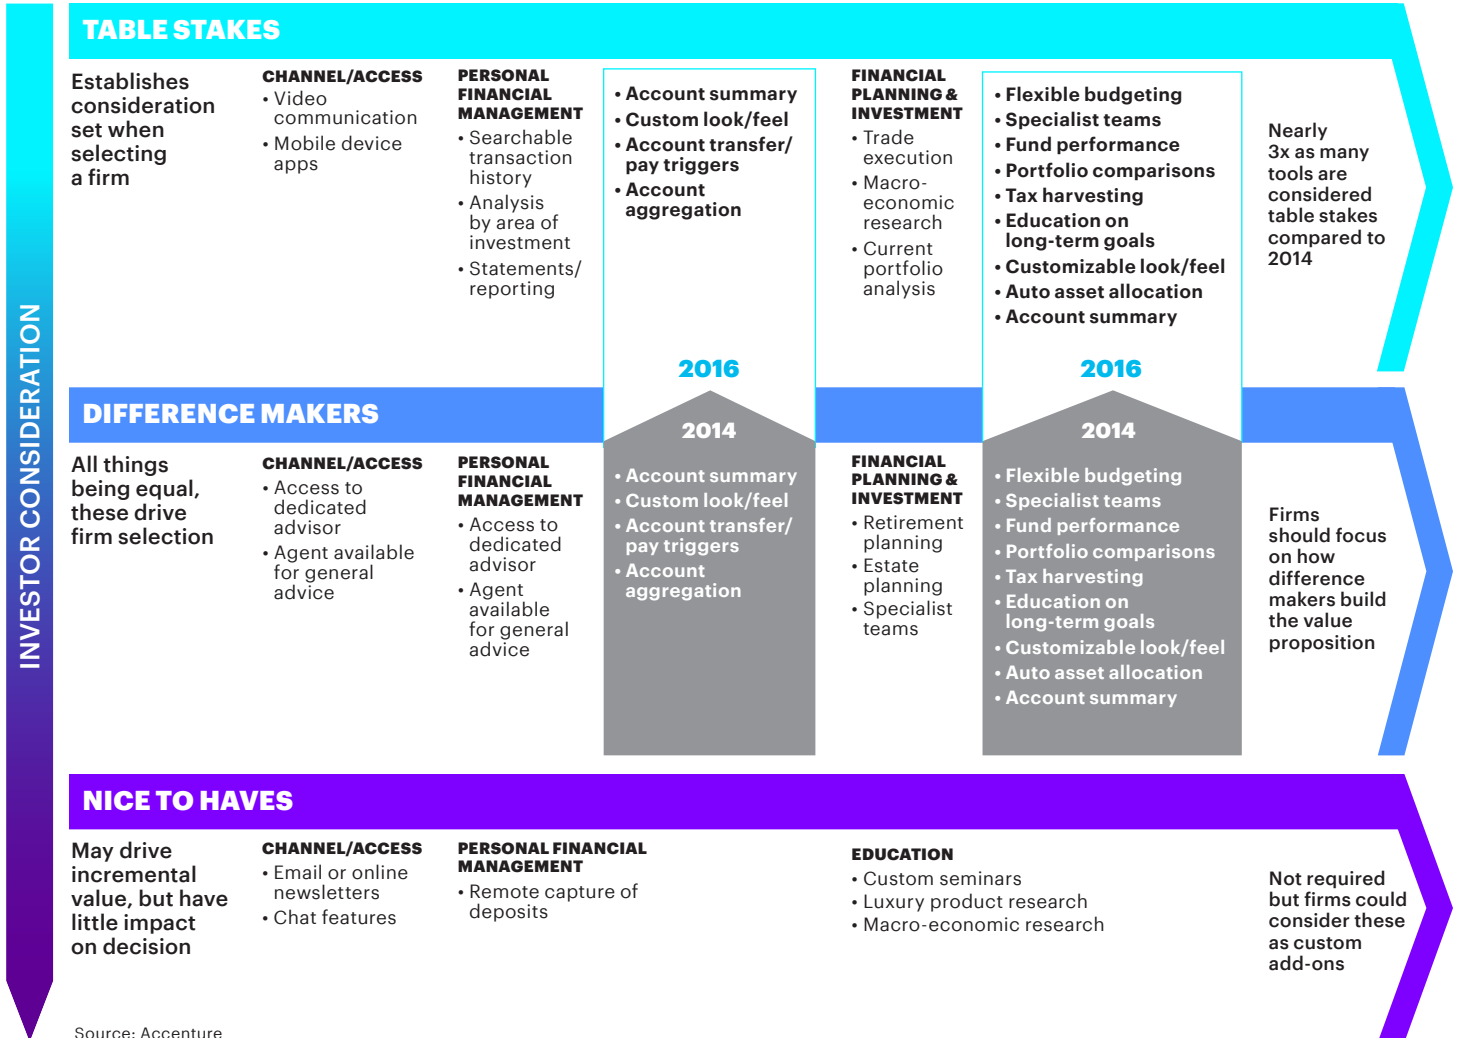 INVESTOR CONSIDERATION
TABLE STAKES
Establishes
consideration
set when
selecting
a firm
CHANNEL/ACCESS
• Video
communication
• Mobile device
apps
PERSONAL
FINANCIAL
MANAGEMENT
• Searchable
transaction
history
• Analysis
by area of
investment
• Statements/
reporting
• Account summary
• Custom look/feel
• Account transfer/
pay triggers
• Account
aggregation
2016
FINANCIAL
PLANNING &
INVESTMENT
• Trade
execution
• Macro-
economic
research
• Current
portfolio
analysis
• Flexible budgeting
• Specialist teams
• Fund performance
• Portfolio comparisons
• Tax harvesting
• Education on
long-term goals
• Customizable look/feel
• Auto asset allocation
• Account summary
2016
Nearly
3x as many
tools are
considered
table stakes
compared to
2014
DIFFERENCE MAKERS
All things
being equal,
these drive
firm selection
CHANNEL/ACCESS
• Access to
dedicated
advisor
• Agent available
for general
advice
PERSONAL
FINANCIAL
MANAGEMENT
• Access to
dedicated
advisor
• Agent
available
for general
advice
2014
• Account summary
• Custom look/feel
• Account transfer/
pay triggers
• Account
aggregation
FINANCIAL
PLANNING &
INVESTMENT
• Retirement
planning
• Estate
planning
• Specialist
teams
2014
• Flexible budgeting
• Specialist teams
• Fund performance
• Portfolio comparisons
• Tax harvesting
• Education on
long-term goals
• Customizable look/feel
• Auto asset allocation
• Account summary
Firms
should focus
on how
difference
makers build
the value
proposition
NICE TO HAVES
May drive
incremental
value, but have
little impact
on decision
CHANNEL/ACCESS
• Email or online
newsletters
• Chat features
PERSONAL FINANCIAL
MANAGEMENT
• Remote capture of
deposits
EDUCATION
• Custom seminars
• Luxury product research
• Macro-economic research
Not required
but firms could
consider these
as custom
add-ons
Source: Accenture